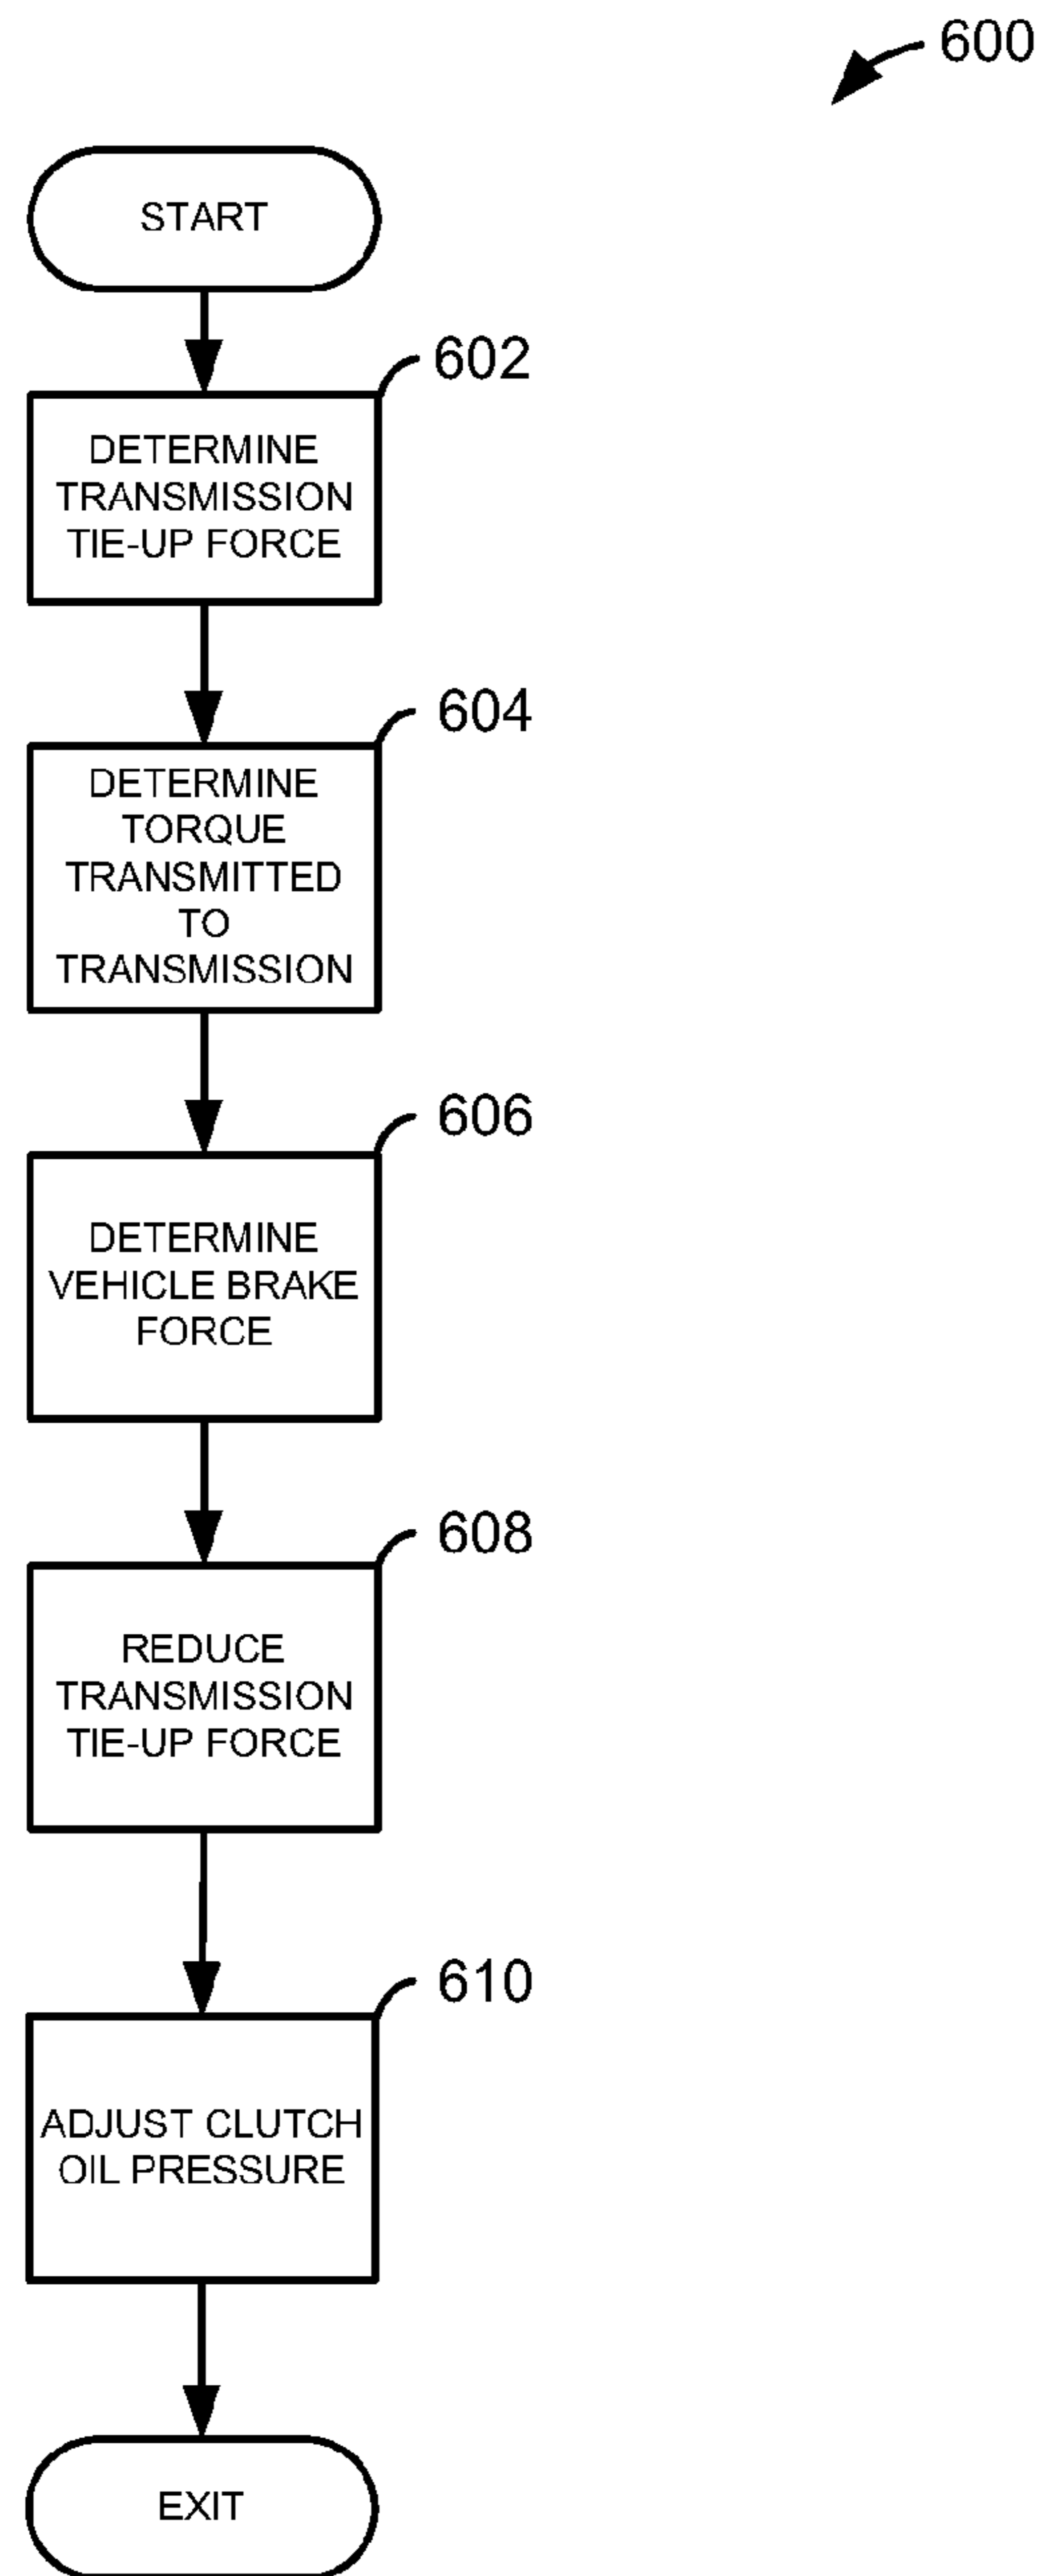 600
START
602
DETERMINE
TRANSMISSION
TIE-UP FORCE
604
DETERMINE
TORQUE
TRANSMITTED
TO
TRANSMISSION
606
DETERMINE
VEHICLE BRAKE
FORCE
608
REDUCE
TRANSMISSION
TIE-UP FORCE
610
ADJUST CLUTCH
OIL PRESSURE
EXIT